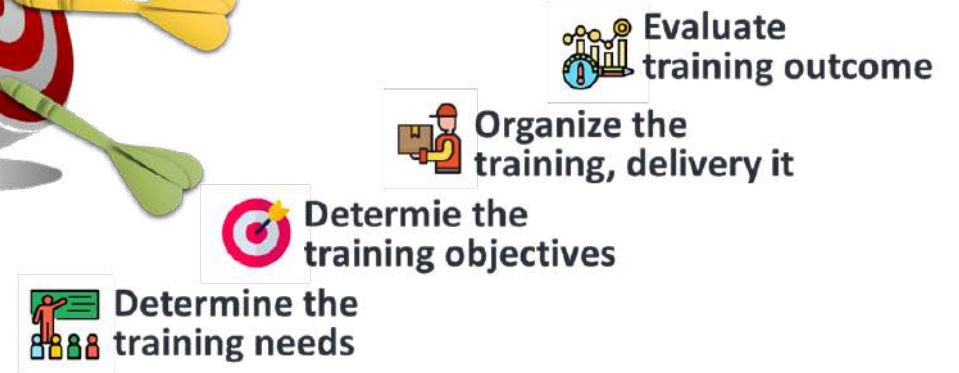 Evaluate
training outcome
Organize the
training, delivery it
Determie the
training objectives
Determine the
training needs